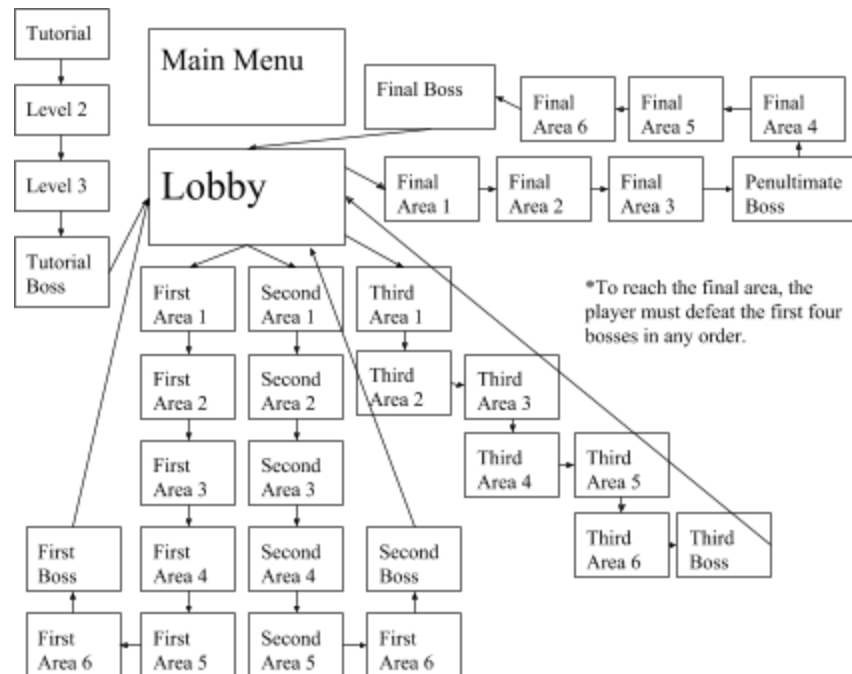 Tutorial
Level 2
Level 3
Tutorial
Boss
Main Menu
Lobby
Final Boss
Final
Area 6
Final
Area 5
Final
Area 4
Final
Area 1
Final
Area 2
Final
Area 3
Penultimate
Boss
*To reach the final area, the
player must defeat the first four
bosses in any order.
First
Area 1
Second
Area 1
Third
Area 1
First
Area 2
Second
Area 2
Third
Area 2
Third
Area 3
First
Area 3
Second
Area 3
Third
Area 4
Third
Area 5
First
Boss
First
Area 4
Second
Area 4
Second
Boss
Third
Area 6
Third
Boss
First
Area 6
First
Area 5
Second
Area 5
First
Area 6